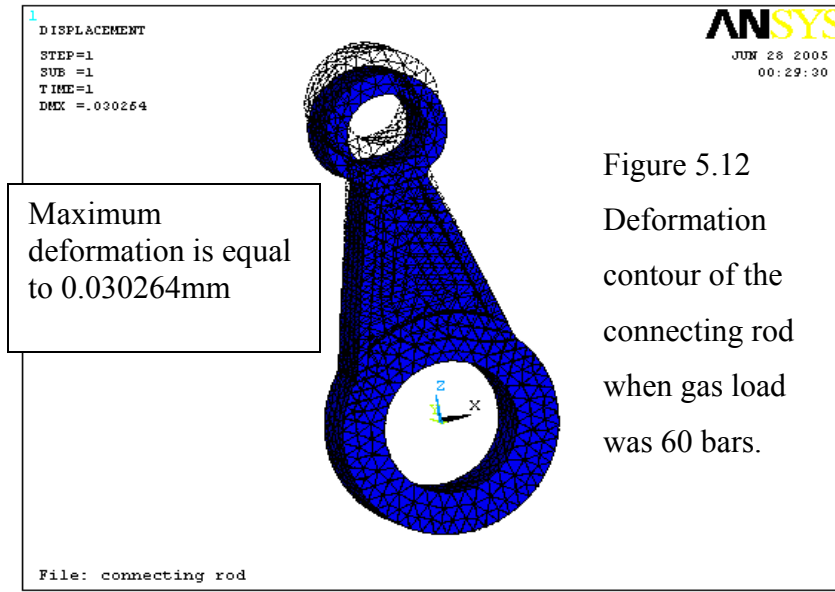 1
DISPLACEMENT
STEP=1
SUB =1
TIME=1
DMX =.030264
ANSYS
JUN 28 2005
00:29:30
Maximum
deformation is equal
to 0.030264mm
Figure 5.12
Deformation
contour of the
connecting rod
when gas load
was 60 bars.
Z
Y
X
File: connecting rod